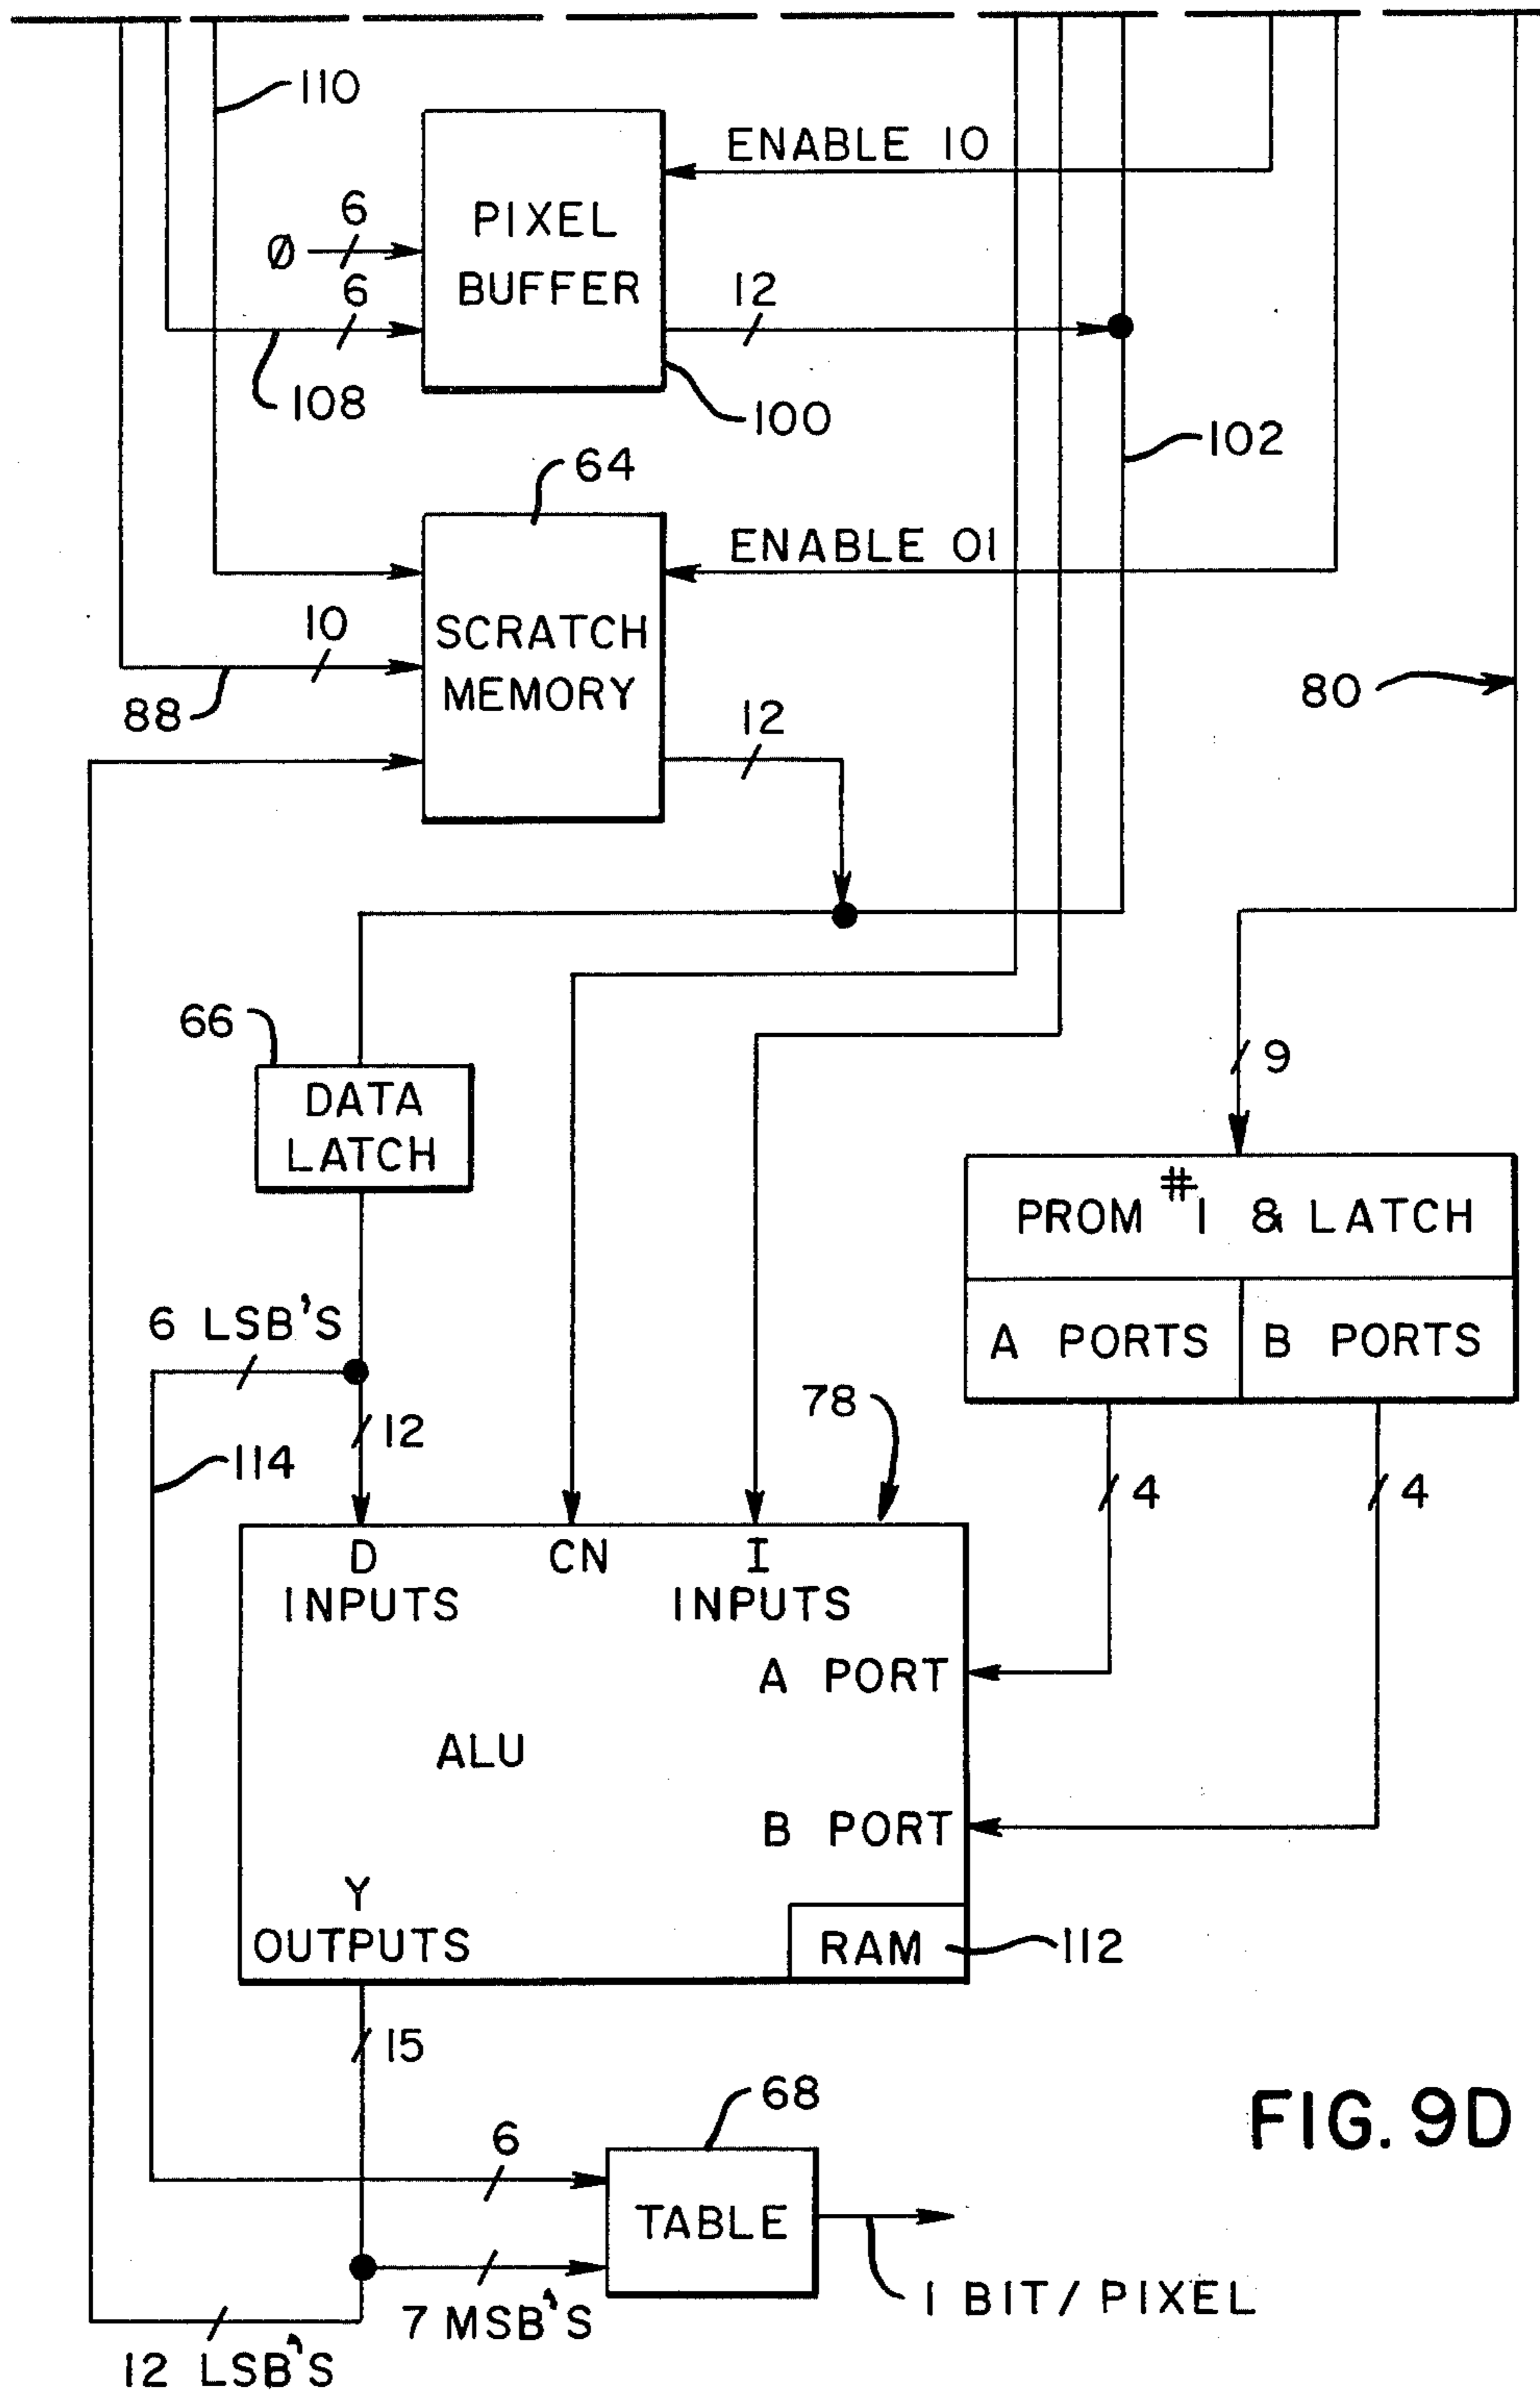 110
ENABLE 10
6
PIXEL
Ø
BUFFER
6
12
108
100
102
64
ENABLE 01
10
SCRATCH
MEMORY
88
80
12
66
9
DATA
LATCH
PROM #1 & LATCH
6 LSB'S
A PORTS
B PORTS
78
12
114
4
4
D
INPUTS
CN
I
INPUTS
A PORT
ALU
B PORT
Y
OUTPUTS
RAM
112
15
68
6
FIG. 9D
TABLE
1 BIT/PIXEL
7 MSB'S
12 LSB'S